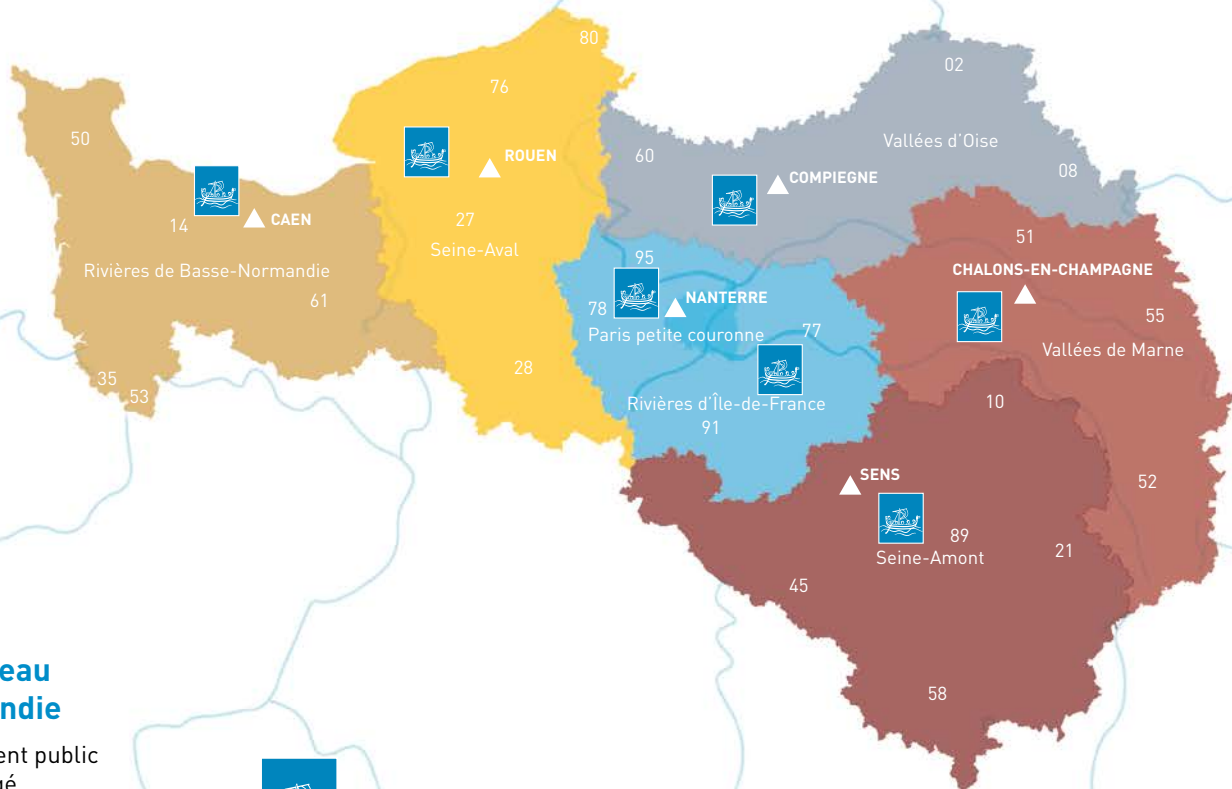 80
02
76
50
Vallées d'Oise
60
ROUEN
08
COMPIEGNE
14
CAEN
27
51
Seine-Aval
95
Rivières de Basse-Normandie
CHALONS-EN-CHAMPAGNE
61
NANTERRE
78
55
Paris petite couronne
77
Vallées de Marne
28
35
53
Rivières d'Île-de-France
10
91
SENS
52
89
21
Seine-Amont
45
58
eau
ndie
ent public
gé